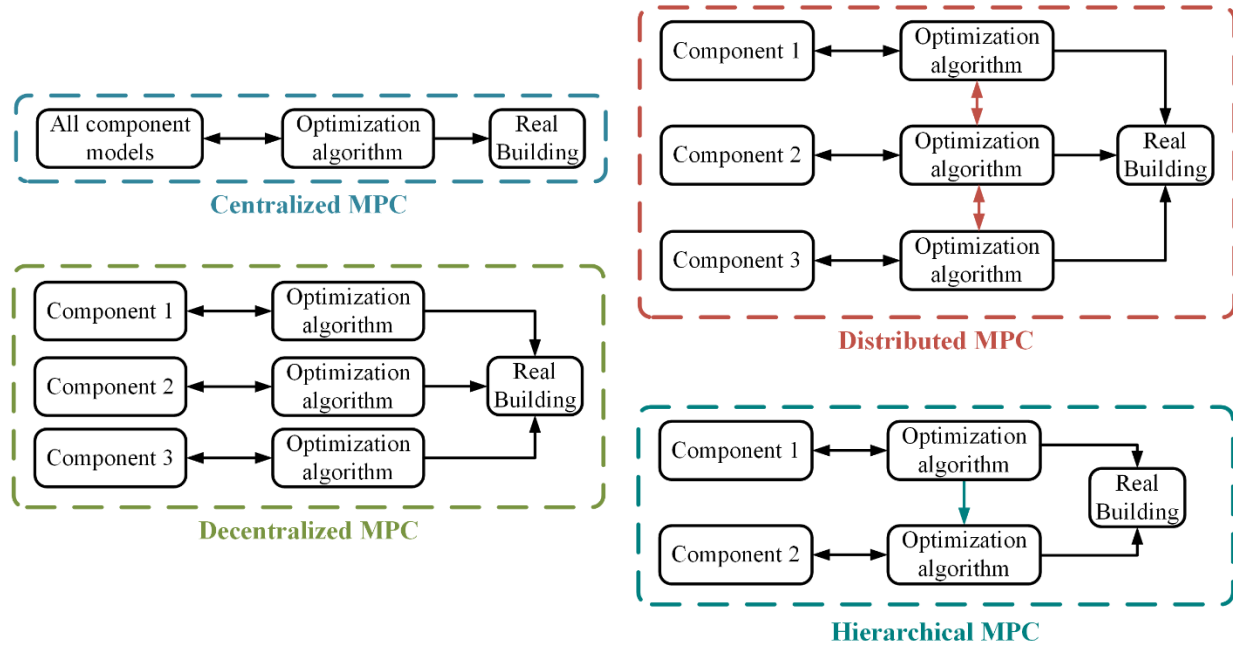 All component
models
Optimization
algorithm
Real
Building
Centralized MPC
Component 1
Optimization
algorithm
Component 2
Optimization
algorithm
Real
Building
Component 3
Optimization
algorithm
Decentralized MPC
Component 1
Optimization
algorithm
Component 2
Optimization
algorithm
Real
Building
Component 3
Optimization
algorithm
Distributed MPC
Component 1
Optimization
algorithm
Real
Building
Component 2
Optimization
algorithm
Hierarchical MPC